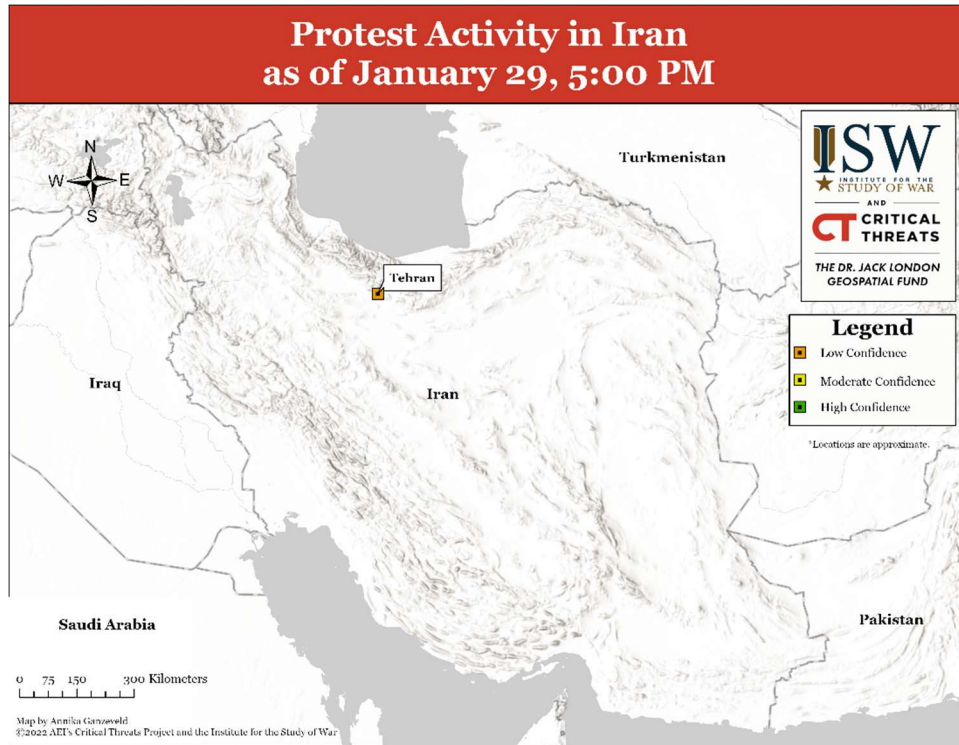 Protest Activity in Iran
as of January 29, 5:00 PM
N
W E
S
Turkmenistan
ISW
INSTITUTE FOR THE
STUDY OF WAR
AND
CT CRITICAL
THREATS
THE DR. JACK LONDON
GEOSPATIAL FUND
Tehran
Legend
Low Confidence
Moderate Confidence
High Confidence
*Locations are approximate.
Iraq
Iran
Saudi Arabia
Pakistan
0 75 150 300 Kilometers
Map by Annika Ganzeveld
©2022 AEI's Critical Threats Project and the Institute for the Study of War